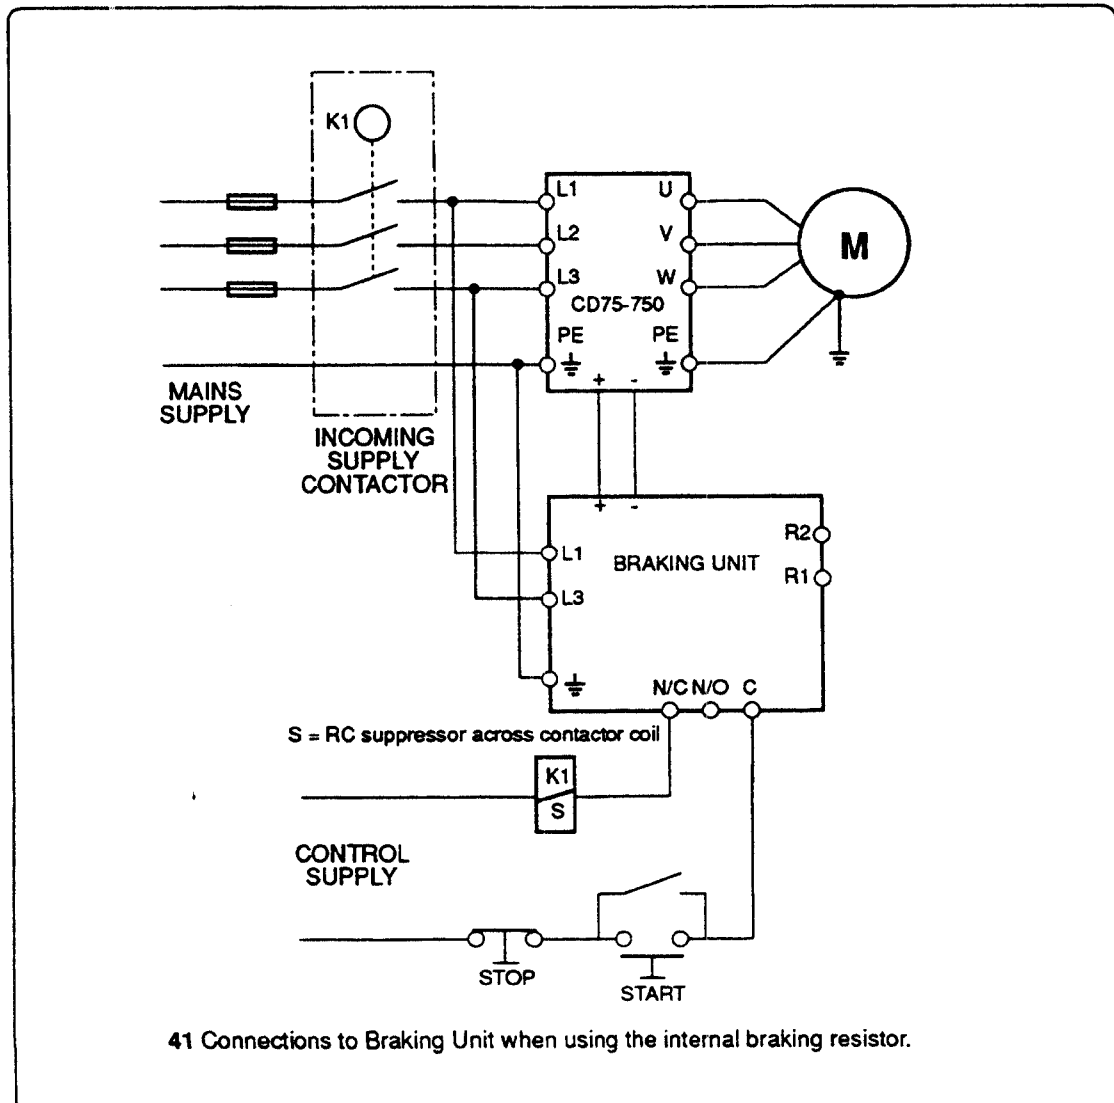 K1
L1
U
L2
V
M
L3
W
CD75-750
PE
PE
+ -
MAINS
SUPPLY
INCOMING
SUPPLY
CONTACTOR
+ -
R2
L1
BRAKING UNIT
R1
L3
N/C N/O C
S = RC suppressor across contactor coil
K1
S
CONTROL
SUPPLY
STOP
START
41 Connections to Braking Unit when using the internal braking resistor.